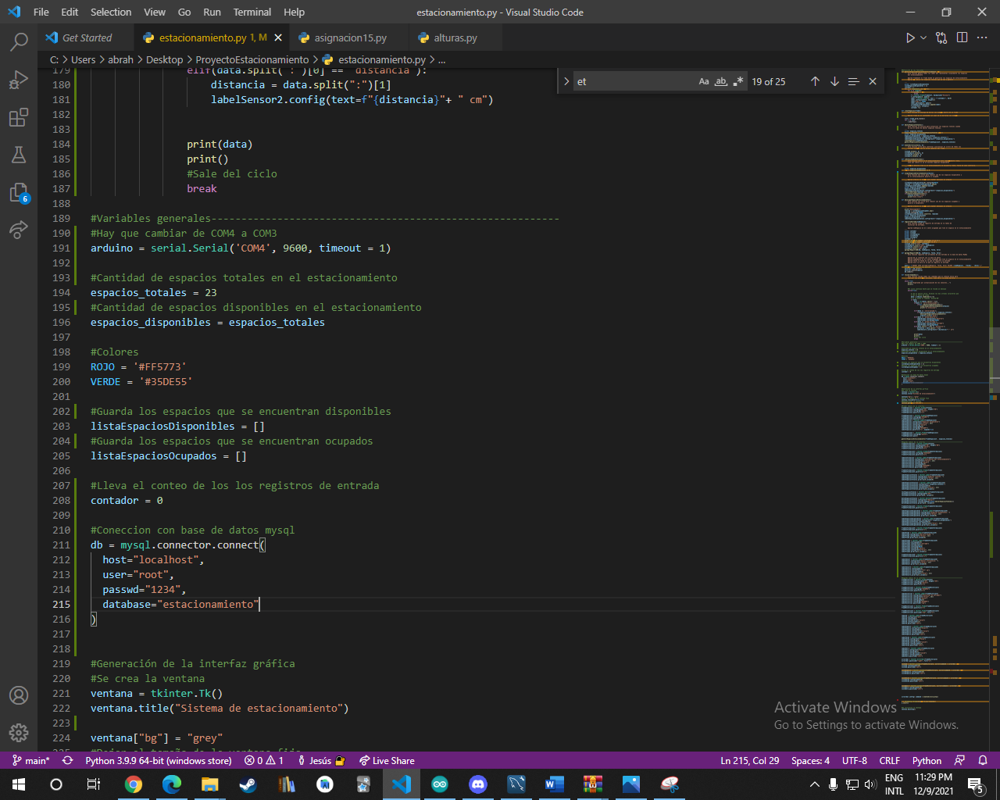 File Edit Selection View Go Run Terminal Help estacionamiento.py - Visual Studio Code
Get Started estacionamiento.py 1, M asignacion15.py alturas.py
C: > Users > abrah > Desktop > ProyectoEstacionamiento > estacionamiento.py > ...
et Aa ab, .* 19 of 25
179 elif(data.split(":")[0] == "distancia"):
180 distancia = data.split(":")[1]
181 labelSensor2.config(text=f"{distancia}"+ " cm")
182
183
184 print(data)
185 print()
186 #Sale del ciclo
187 break
188
189 #Variables generales----------------------------------------------------------
190 #Hay que cambiar de COM4 a COM3
191 arduino = serial.Serial('COM4', 9600, timeout = 1)
192
193 #Cantidad de espacios totales en el estacionamiento
194 espacios_totales = 23
195 #Cantidad de espacios disponibles en el estacionamiento
196 espacios_disponibles = espacios_totales
197
198 #Colores
199 ROJO = '#FF5773'
200 VERDE = '#35DE55'
201
202 #Guarda los espacios que se encuentran disponibles
203 listaEspaciosDisponibles = []
204 #Guarda los espacios que se encuentran ocupados
205 listaEspaciosOcupados = []
206
207 #Lleva el conteo de los los registros de entrada
208 contador = 0
209
210 #Coneccion con base de datos mysql
211 db = mysql.connector.connect(
212 host="localhost",
213 user="root",
214 passwd="1234",
215 database="estacionamiento"
216 )
217
218
219 #Generación de la interfaz gráfica
220 #Se crea la ventana
221 ventana = tkinter.Tk()
222 ventana.title("Sistema de estacionamiento")
223
224 ventana["bg"] = "grey"
Activate Windows
Go to Settings to activate Windows.
6
main* Python 3.9.9 64-bit (windows store) 0 1 Jesús Live Share Ln 215, Col 29 Spaces: 4 UTF-8 CRLF Python
ENG 11:29 PM
INTL 12/9/2021 5